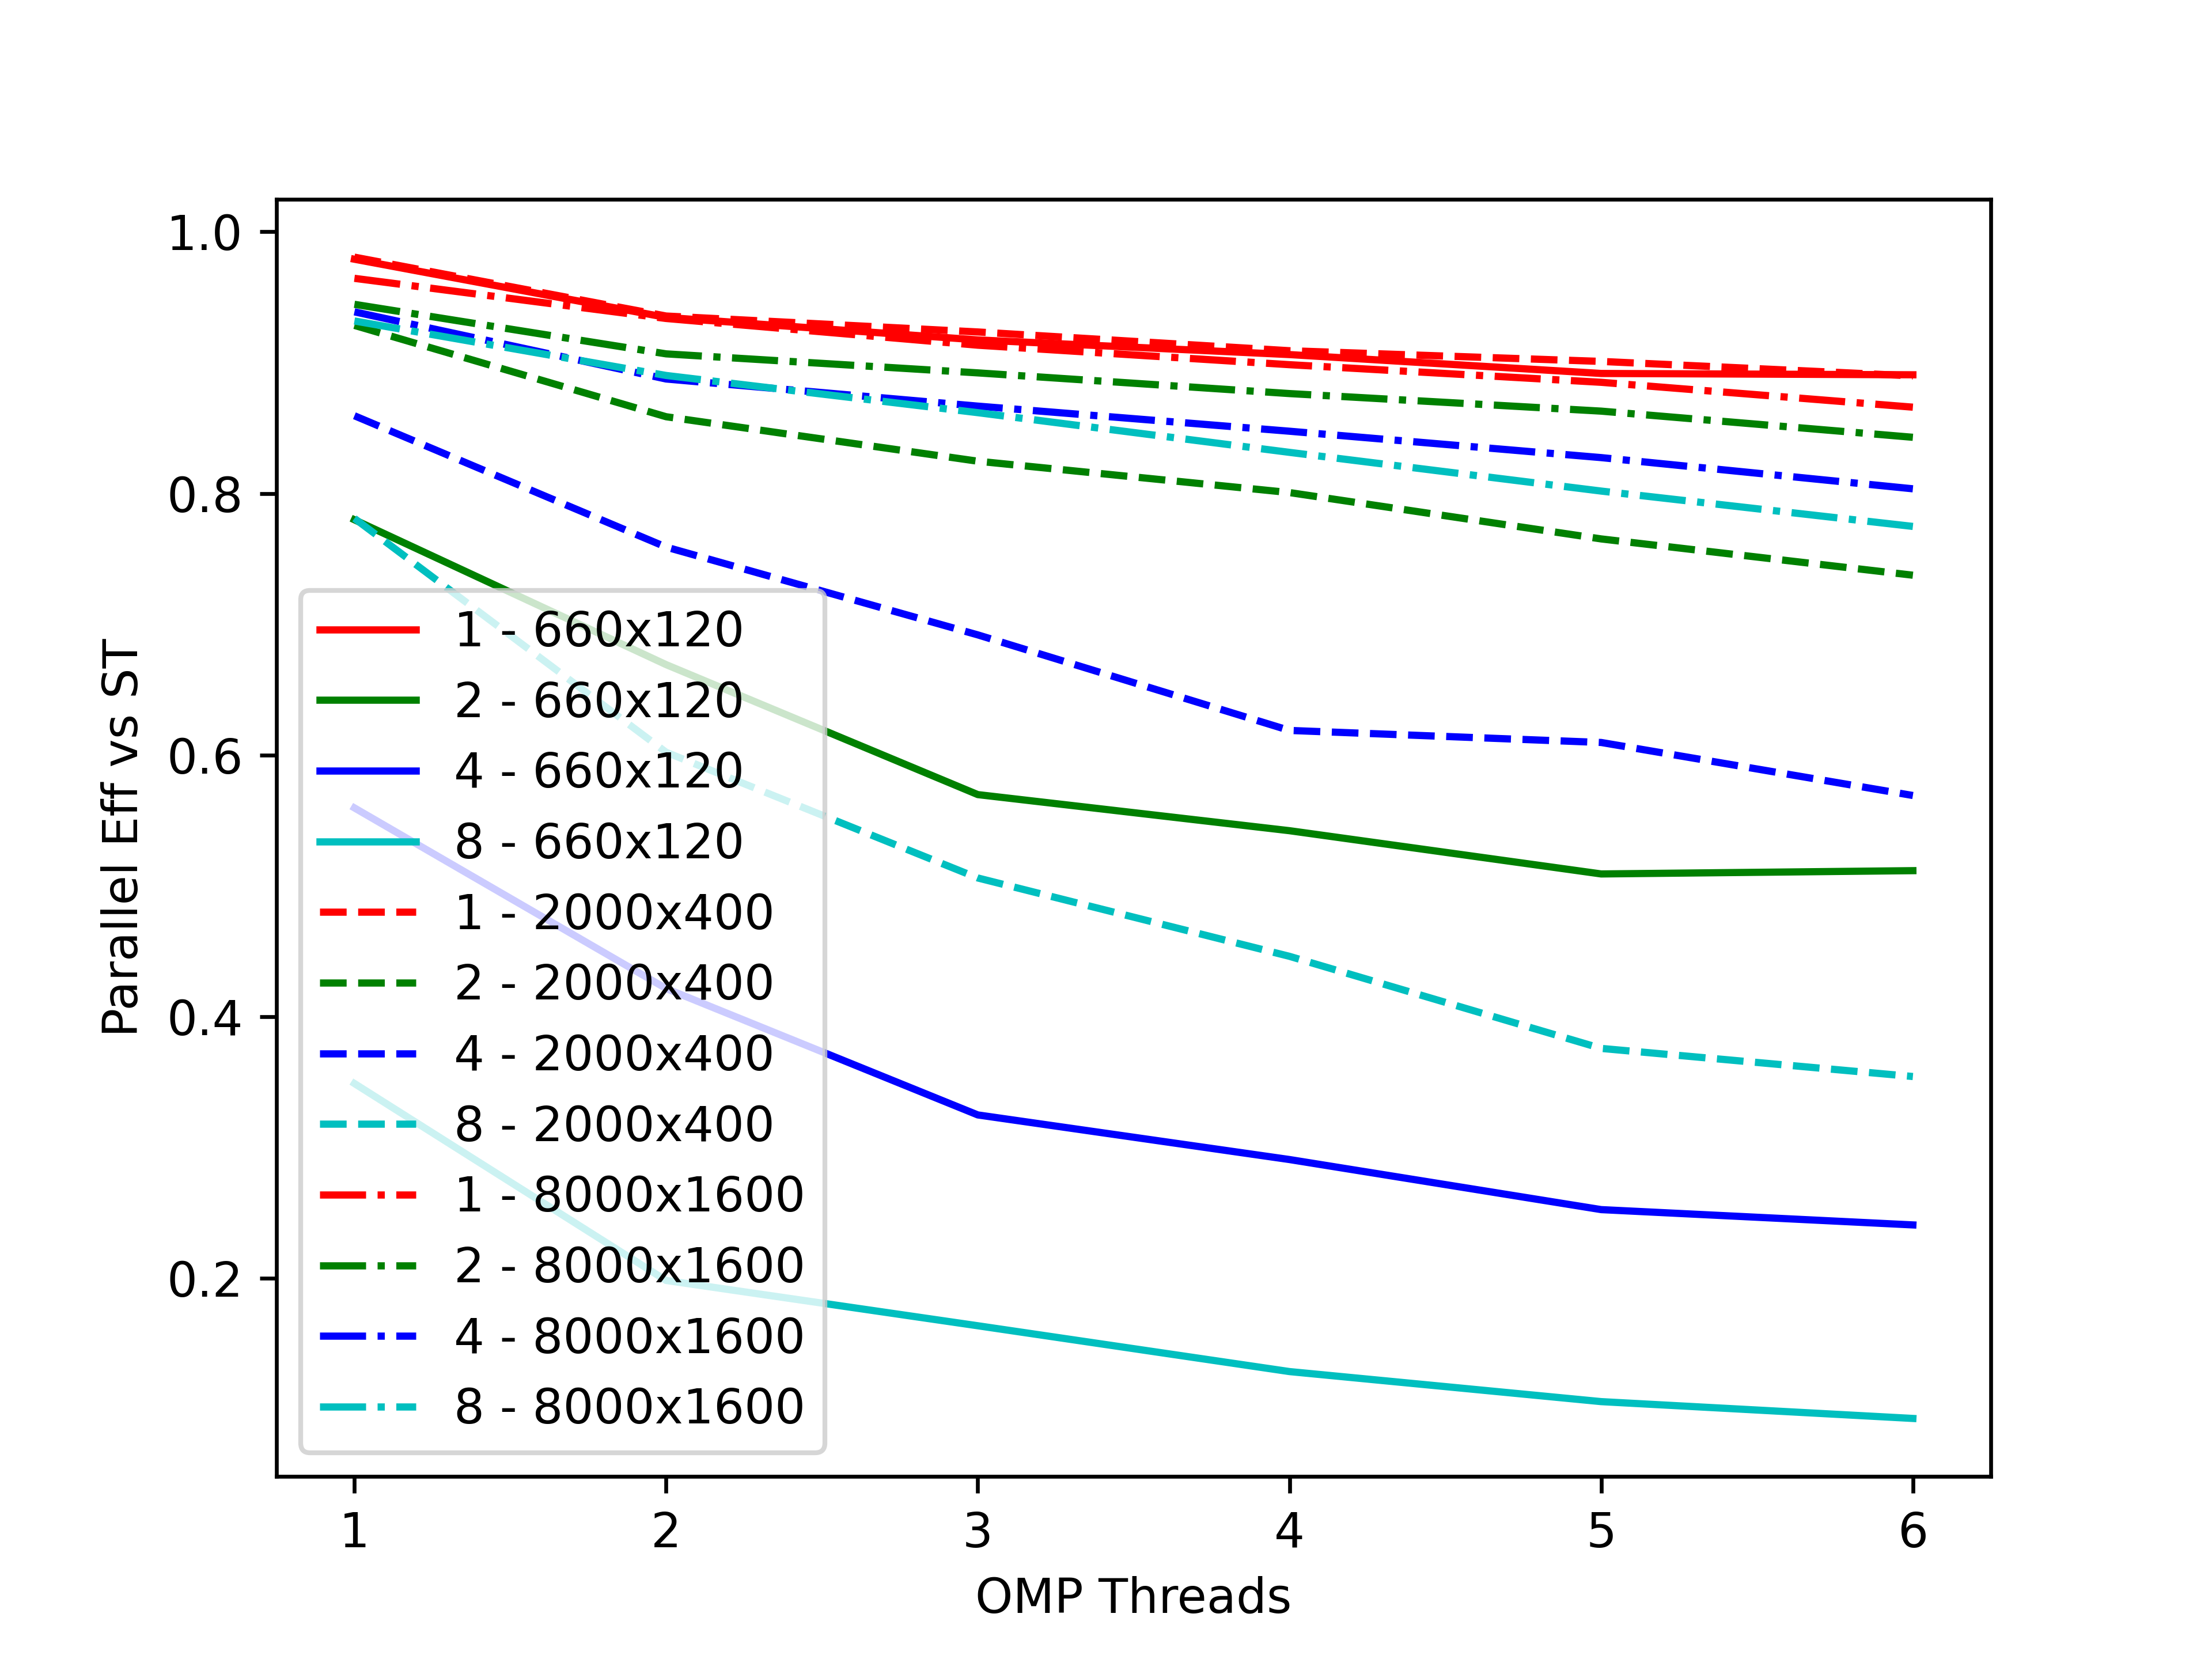 1.0
0.8
0.6
0.4
0.2
Parallel Eff vs ST
1 - 660x120
2 - 660x120
4 - 660x120
8 - 660x120
1 - 2000x400
2 - 2000x400
4 - 2000x400
8 - 2000x400
1 - 8000x1600
2 - 8000x1600
4 - 8000x1600
8 - 8000x1600
1 2 3 4 5 6
OMP Threads